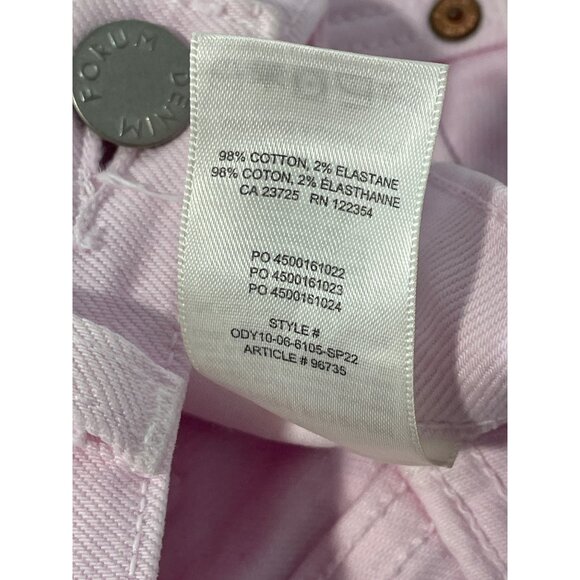 FORUM DENIM
98% COTTON, 2% ELASTANE
98% COTON, 2% ÉLASTHANNE
CA 23725 RN 122354
PO 4500161022
PO 4500161023
PO 4500161024
STYLE #
ODY10-06-6105-SP22
ARTICLE # 96735